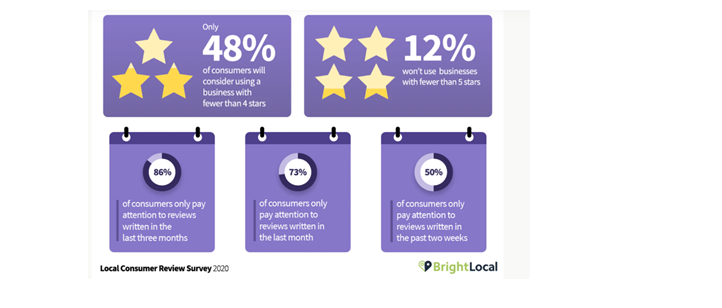 Only
48%
of consumers will
consider using a
business with
fewer than 4 stars
12%
won't use businesses
with fewer than 5 stars
86%
of consumers only pay
attention to reviews
written in the
last three months
73%
of consumers only
pay attention to
reviews written in
the last month
50%
of consumers only
pay attention to
reviews written in
the past two weeks
Local Consumer Review Survey 2020
BrightLocal